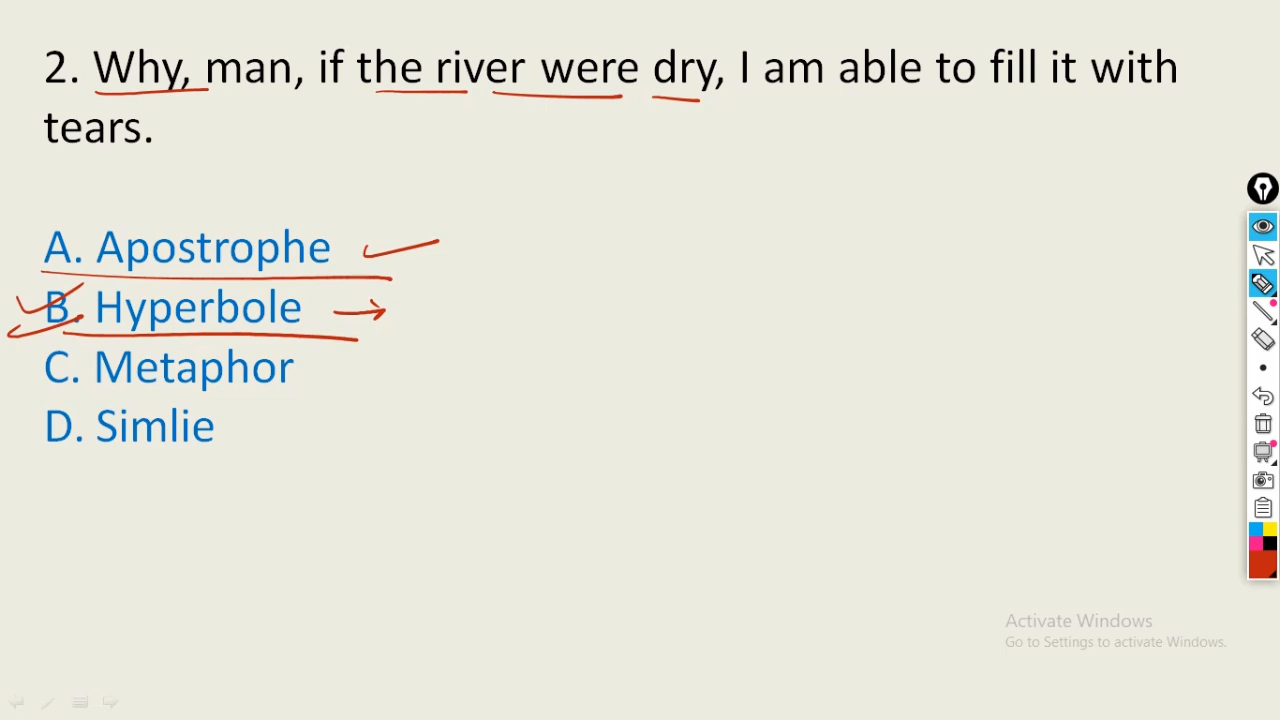 2. Why, man, if the river were dry, I am able to fill it with
tears.
A. Apostrophe
B. Hyperbole
C. Metaphor
D. Simlie
Activate Windows
Go to Settings to activate Windows.